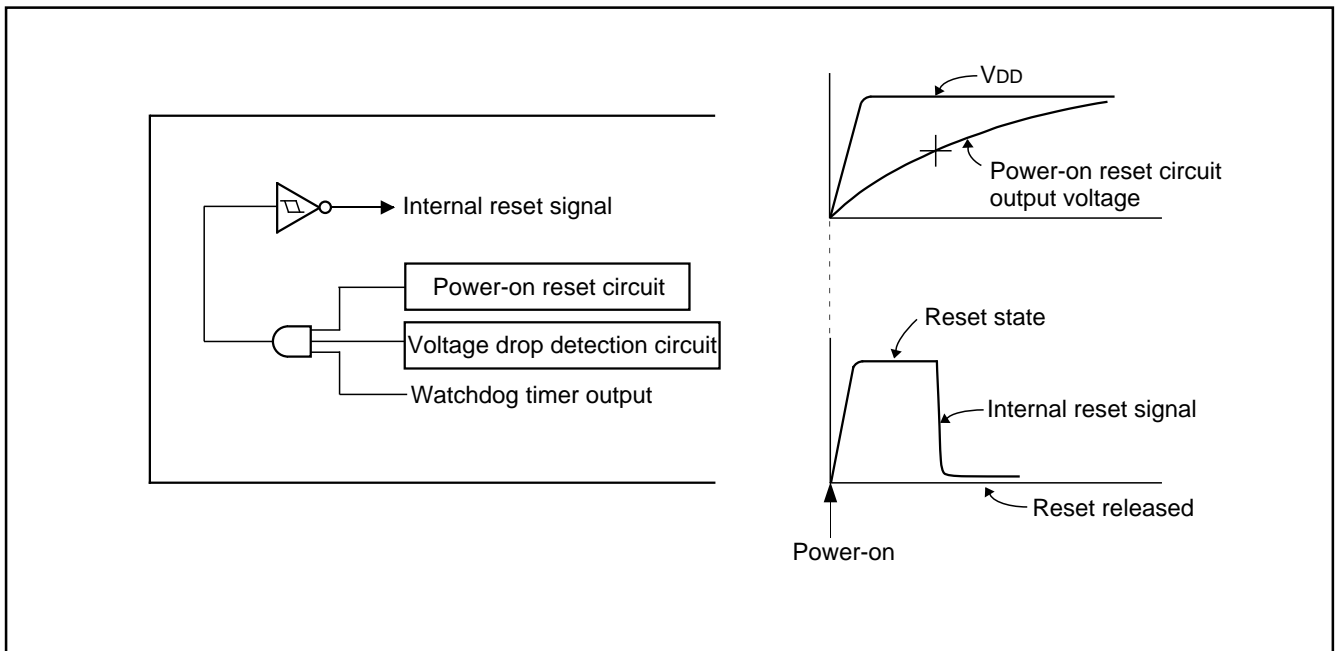 Internal reset signal
Power-on reset circuit
Voltage drop detection circuit
Watchdog timer output
VDD
Power-on reset circuit
output voltage
Reset state
Internal reset signal
Reset released
Power-on